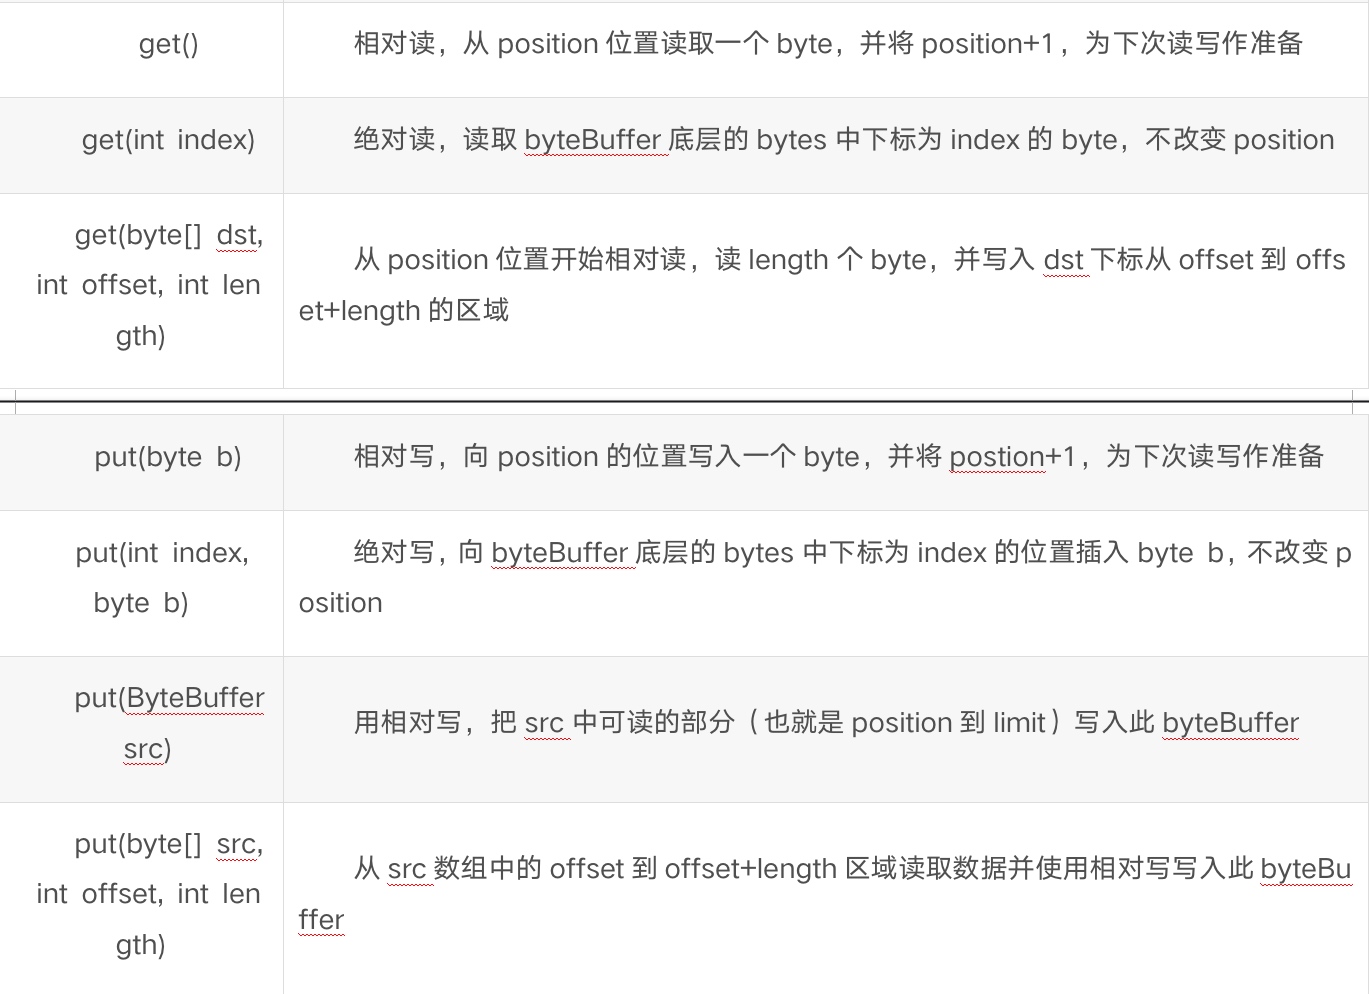 get()
相对读，从 position 位置读取一个 byte，并将 position+1，为下次读写作准备
get(int index)
绝对读，读取 byteBuffer 底层的 bytes 中下标为 index 的 byte，不改变 position
get(byte[] dst,
int offset, int len
gth)
从 position 位置开始相对读，读 length 个 byte，并写入 dst 下标从 offset 到 offs
et+length 的区域
put(byte b)
相对写，向 position 的位置写入一个 byte，并将 postion+1，为下次读写作准备
put(int index,
byte b)
绝对写，向 byteBuffer 底层的 bytes 中下标为 index 的位置插入 byte b，不改变 p
osition
put(ByteBuffer
src)
用相对写，把 src 中可读的部分（也就是 position 到 limit）写入此 byteBuffer
put(byte[] src,
int offset, int len
gth)
从 src 数组中的 offset 到 offset+length 区域读取数据并使用相对写写入此 byteBu
ffer